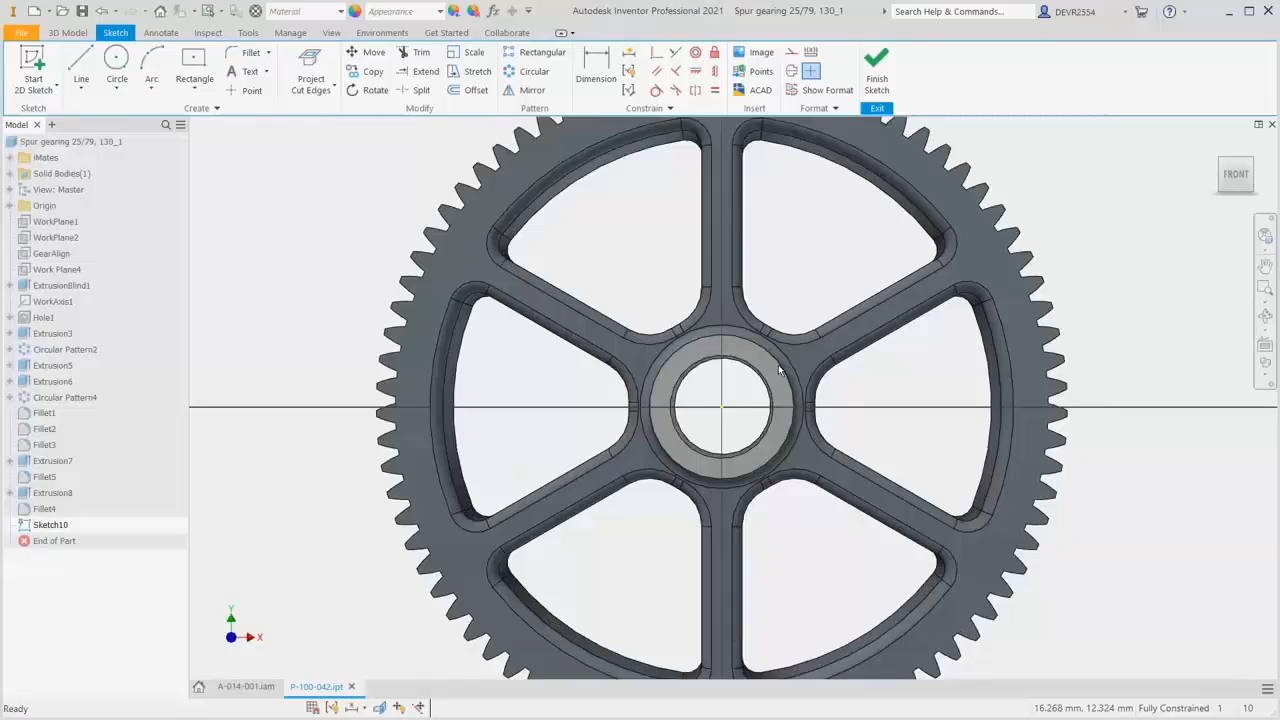 Material
Appearance
Autodesk Inventor Professional 2021 Spur gearing 25/79, 130_1
Search Help & Commands...
DEVR2554
File
3D Model
Sketch
Annotate
Inspect
Tools
Manage
View
Environments
Get Started
Collaborate
Start
2D Sketch
Line
Circle
Arc
Rectangle
Fillet
Text
Point
Project
Cut Edges
Move
Copy
Rotate
Trim
Extend
Split
Scale
Stretch
Offset
Rectangular
Circular
Mirror
Dimension
Image
Points
ACAD
Show Format
Finish
Sketch
Sketch
Create
Modify
Pattern
Constrain
Insert
Format
Exit
Model
Spur gearing 25/79, 130_1
iMates
Solid Bodies(1)
View: Master
Origin
WorkPlane1
WorkPlane2
GearAlign
Work Plane4
ExtrusionBlind1
WorkAxis1
Hole1
Extrusion3
Circular Pattern2
Extrusion5
Extrusion6
Circular Pattern4
Fillet1
Fillet2
Fillet3
Extrusion7
Fillet5
Extrusion8
Fillet4
Sketch10
End of Part
FRONT
Y
X
A-014-001.iam
P-100-042.ipt
Ready
16.268 mm, 12.324 mm Fully Constrained 1 10